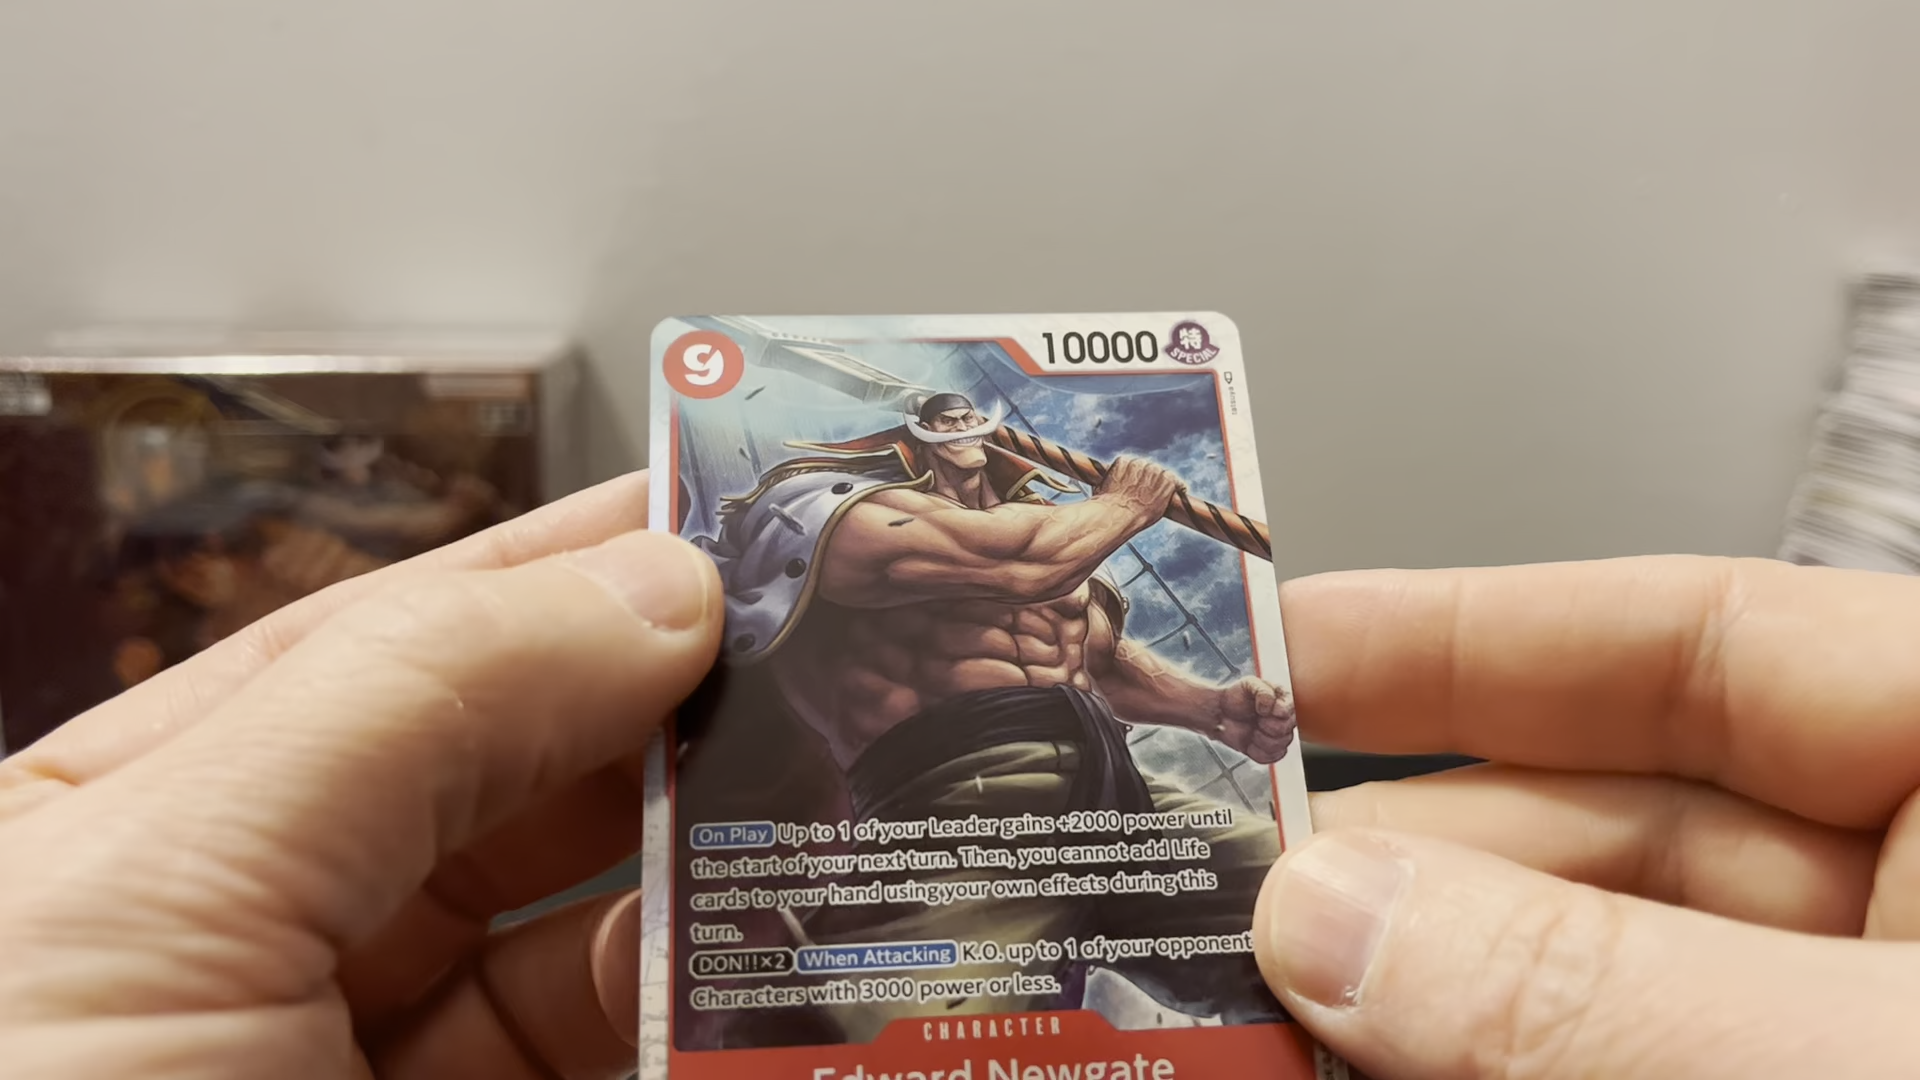 9
10000
特
SPECIAL
On Play Up to 1 of your Leader gains +2000 power until
the start of your next turn. Then, you cannot add Life
cards to your hand using your own effects during this
turn.
DON!!×2 When Attacking K.O. up to 1 of your opponent
Characters with 3000 power or less.
CHARACTER
Edward Newgate